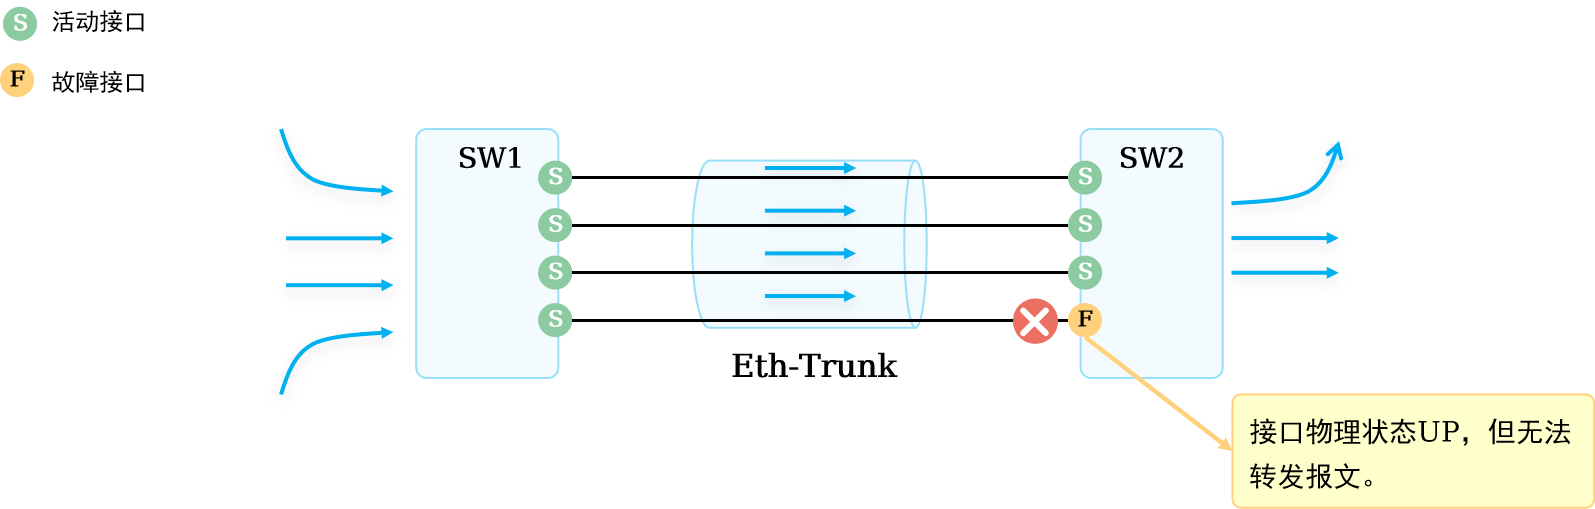 S 活动接口
F 故障接口
SW1
SW2
S
S
S
S
S
S
S
F
Eth-Trunk
接口物理状态UP，但无法
转发报文。